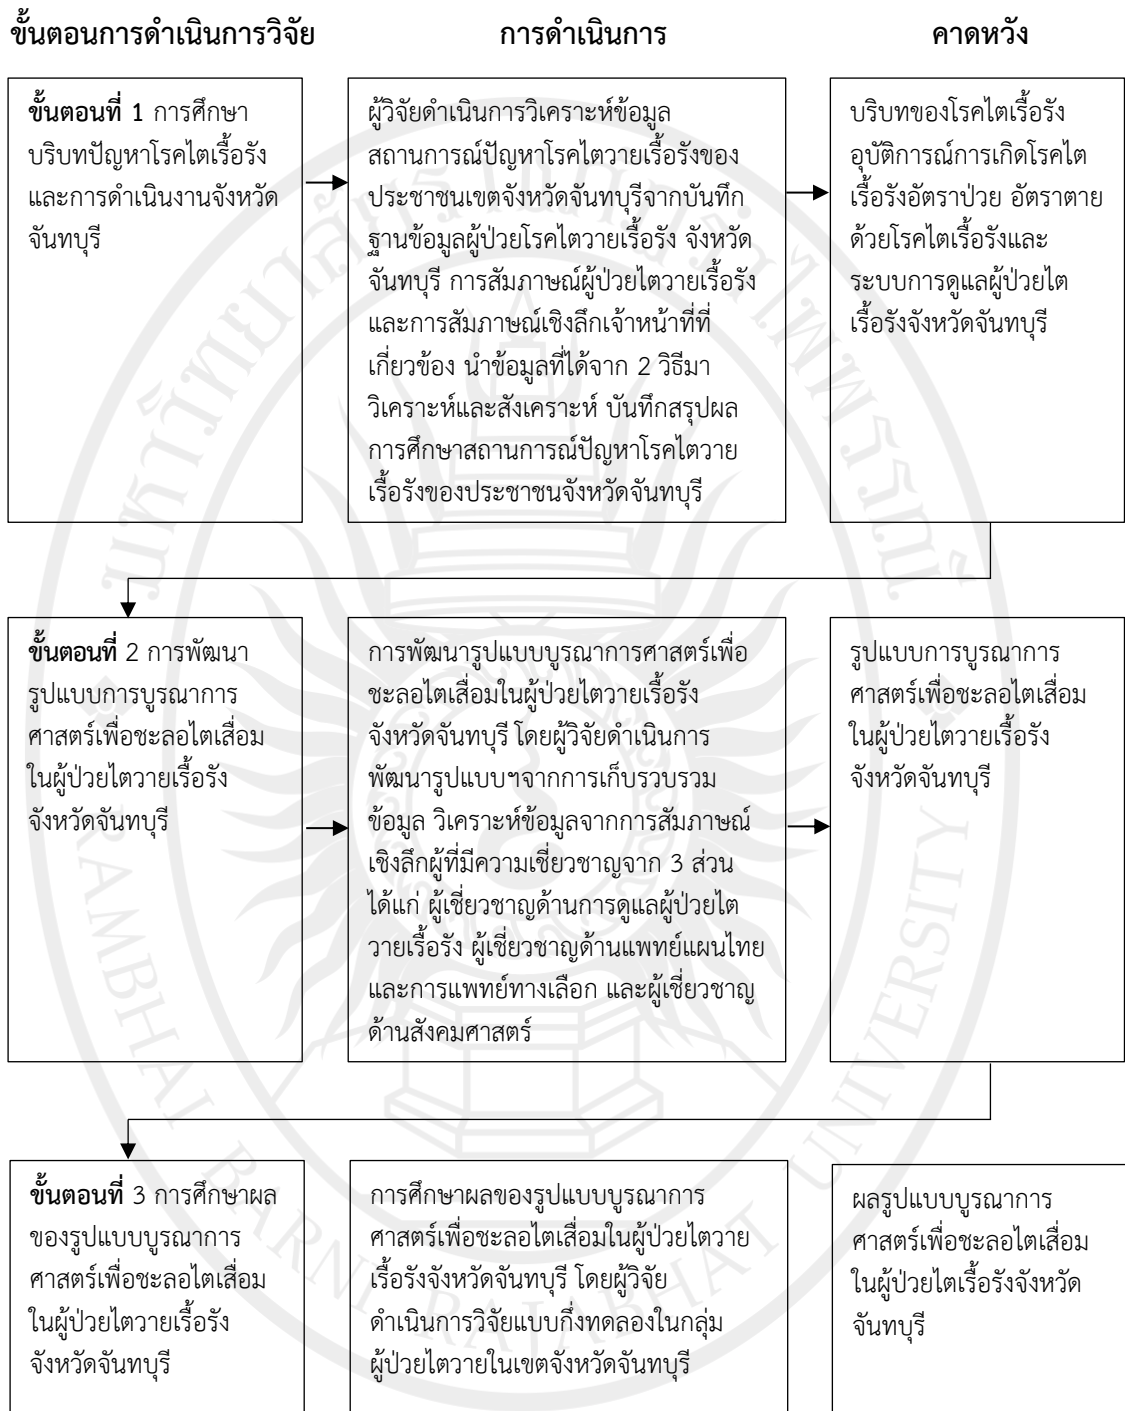 ขั้นตอนการดำเนินการวิจัย
การดำเนินการ
คาดหวัง
ขั้นตอนที่ 1 การศึกษา
บริบทปัญหาโรคไตเรื้อรัง
และการดำเนินงานจังหวัด
จันทบุรี
ผู้วิจัยดำเนินการวิเคราะห์ข้อมูล
สถานการณ์ปัญหาโรคไตวายเรื้อรังของ
ประชาชนเขตจังหวัดจันทบุรีจากบันทึก
ฐานข้อมูลผู้ป่วยโรคไตวายเรื้อรัง จังหวัด
จันทบุรี การสัมภาษณ์ผู้ป่วยไตวายเรื้อรัง
และการสัมภาษณ์เชิงลึกเจ้าหน้าที่ที่
เกี่ยวข้อง นำข้อมูลที่ได้จาก 2 วิธีมา
วิเคราะห์และสังเคราะห์ บันทึกสรุปผล
การศึกษาสถานการณ์ปัญหาโรคไตวาย
เรื้อรังของประชาชนจังหวัดจันทบุรี
บริบทของโรคไตเรื้อรัง
อุบัติการณ์การเกิดโรคไต
เรื้อรังอัตราป่วย อัตราตาย
ด้วยโรคไตเรื้อรังและ
ระบบการดูแลผู้ป่วยไต
เรื้อรังจังหวัดจันทบุรี
ขั้นตอนที่ 2 การพัฒนา
รูปแบบการบูรณาการ
ศาสตร์เพื่อชะลอไตเสื่อม
ในผู้ป่วยไตวายเรื้อรัง
จังหวัดจันทบุรี
การพัฒนารูปแบบบูรณาการศาสตร์เพื่อ
ชะลอไตเสื่อมในผู้ป่วยไตวายเรื้อรัง
จังหวัดจันทบุรี โดยผู้วิจัยดำเนินการ
พัฒนารูปแบบฯจากการเก็บรวบรวม
ข้อมูล วิเคราะห์ข้อมูลจากการสัมภาษณ์
เชิงลึกผู้ที่มีความเชี่ยวชาญจาก 3 ส่วน
ได้แก่ ผู้เชี่ยวชาญด้านการดูแลผู้ป่วยไต
วายเรื้อรัง ผู้เชี่ยวชาญด้านแพทย์แผนไทย
และการแพทย์ทางเลือก และผู้เชี่ยวชาญ
ด้านสังคมศาสตร์
รูปแบบการบูรณาการ
ศาสตร์เพื่อชะลอไตเสื่อม
ในผู้ป่วยไตวายเรื้อรัง
จังหวัดจันทบุรี
ขั้นตอนที่ 3 การศึกษาผล
ของรูปแบบบูรณาการ
ศาสตร์เพื่อชะลอไตเสื่อม
ในผู้ป่วยไตวายเรื้อรัง
จังหวัดจันทบุรี
การศึกษาผลของรูปแบบบูรณาการ
ศาสตร์เพื่อชะลอไตเสื่อมในผู้ป่วยไตวาย
เรื้อรังจังหวัดจันทบุรี โดยผู้วิจัย
ดำเนินการวิจัยแบบกึ่งทดลองในกลุ่ม
ผู้ป่วยไตวายในเขตจังหวัดจันทบุรี
ผลรูปแบบบูรณาการ
ศาสตร์เพื่อชะลอไตเสื่อม
ในผู้ป่วยไตเรื้อรังจังหวัด
จันทบุรี
มหาวิทยาลัยราชภัฏรำไพพรรณี
RAMBHAI BARNI RAJABHAT UNIVERSITY